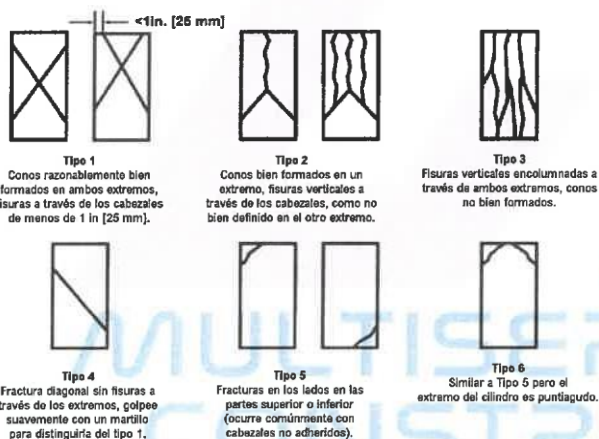 <1in. [25 mm]
Tipo 1
Conos razonablemente bien
formados en ambos extremos,
isuras a través de los cabezales
de menos de 1 in [25 mm].
Tipo 2
Conos bien formados en un
extremo, fisuras verticales a
través de los cabezales, como no
bien definido en el otro extremo.
Tipo 3
Fisuras verticales encolumnadas a
través de ambos extremos, conos
no bien formados.
Tipo 4
Fractura diagonal sin fisuras a
través de los extremos, golpee
suavemente con un martillo
para distinguirla del tipo 1,
Tipo 5
Fracturas en los lados en las
partes superior o inferior
(ocurre comúnmente con
cabezales no adheridos).
Tipo 6
Similar a Tipo 5 pero el
extremo del cilindro es puntiagudo.
MULTISE